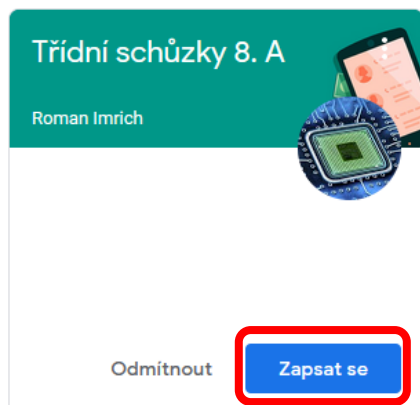 Třídní schůzky 8. A
Roman Imrich
Odmítnout Zapsat se